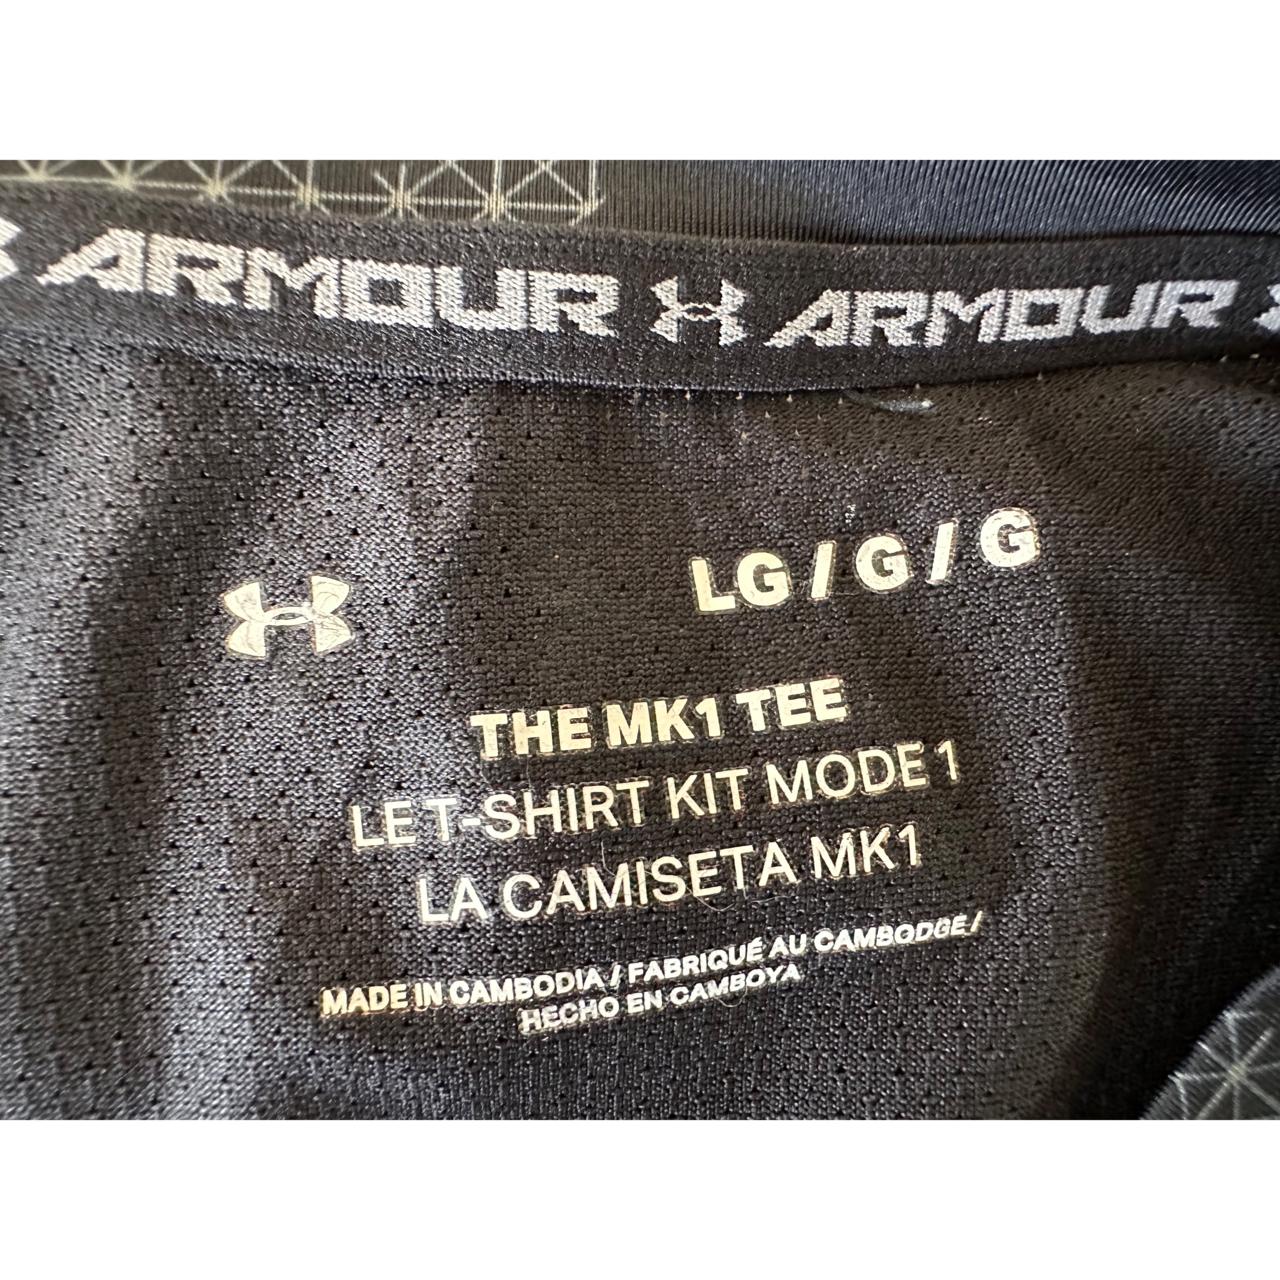 ARMOUR ARMOUR
LG / G / G
THE MK1 TEE
LE T-SHIRT KIT MODE 1
LA CAMISETA MK1
MADE IN CAMBODIA / FABRIQUÉ AU CAMBODGE /
HECHO EN CAMBOYA